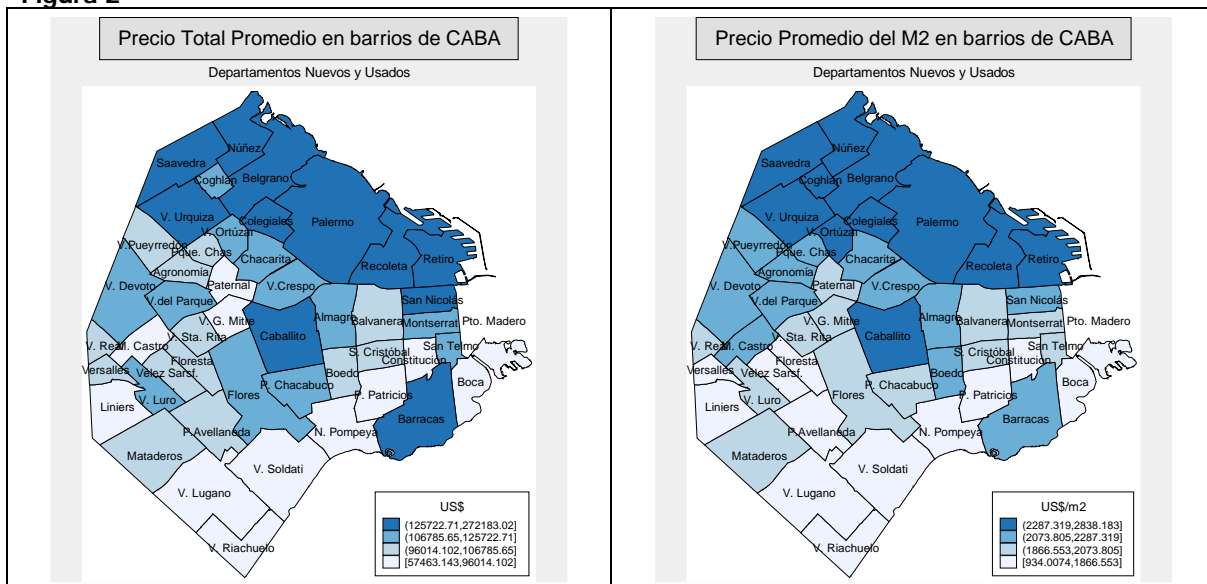 Figura 2
Precio Total Promedio en barrios de CABA
Departamentos Nuevos y Usados
Núñez
Saavedra
Coghlan
Belgrano
V. Urquiza
Colegiales
Palermo
V. Ortúzar
V.Pueyrredón
Pque. Chas
Chacarita
Recoleta
Retiro
Agronomía
Paternal
V. Devoto
V.Crespo
V.del Parque
San Nicolás
V. G. Mitre
Almagro
Balvanera
Montserrat
Pto. Madero
V. Sta. Rita
Caballito
V. Real
M. Castro
San Telmo
S. Cristóbal
Constitución
Floresta
Versalles
Velez Sarsf.
Boedo
Boca
P. Chacabuco
Flores
V. Luro
Liniers
P. Patricios
Barracas
P.Avellaneda
N. Pompeya
Mataderos
V. Soldati
V. Lugano
V. Riachuelo
US$
(125722.71,272183.02]
(106785.65,125722.71]
(96014.102,106785.65]
[57463.143,96014.102]
Precio Promedio del M2 en barrios de CABA
Departamentos Nuevos y Usados
Núñez
Saavedra
Coghlan
Belgrano
V. Urquiza
Colegiales
Palermo
V. Ortúzar
V.Pueyrredón
Pque. Chas
Chacarita
Recoleta
Retiro
Agronomía
Paternal
V. Devoto
V.Crespo
V.del Parque
San Nicolás
V. G. Mitre
Almagro
Balvanera
Montserrat
Pto. Madero
V. Sta. Rita
Caballito
V. Real
M. Castro
San Telmo
S. Cristóbal
Constitución
Floresta
Versalles
Velez Sarsf.
Boedo
Boca
P. Chacabuco
Flores
V. Luro
Liniers
P. Patricios
Barracas
P.Avellaneda
N. Pompeya
Mataderos
V. Soldati
V. Lugano
V. Riachuelo
US$/m2
(2287.319,2838.183]
(2073.805,2287.319]
(1866.553,2073.805]
[934.0074,1866.553]